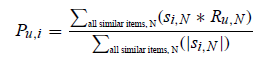 P_{u,i} = \frac{\sum_{\text{all similar items, N}} (s_{i,N} * R_{u,N})}{\sum_{\text{all similar items, N}} (|s_{i,N}|)}